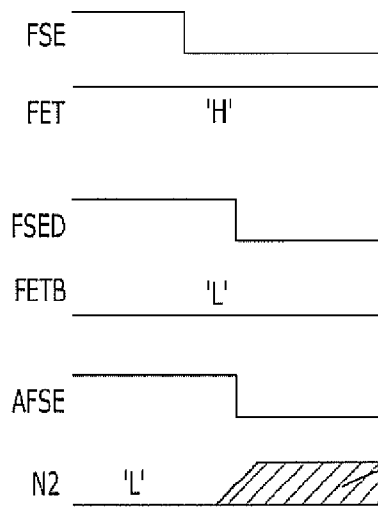 FSE
FET 'H'
FSED
FETB 'L'
AFSE
N2 'L'